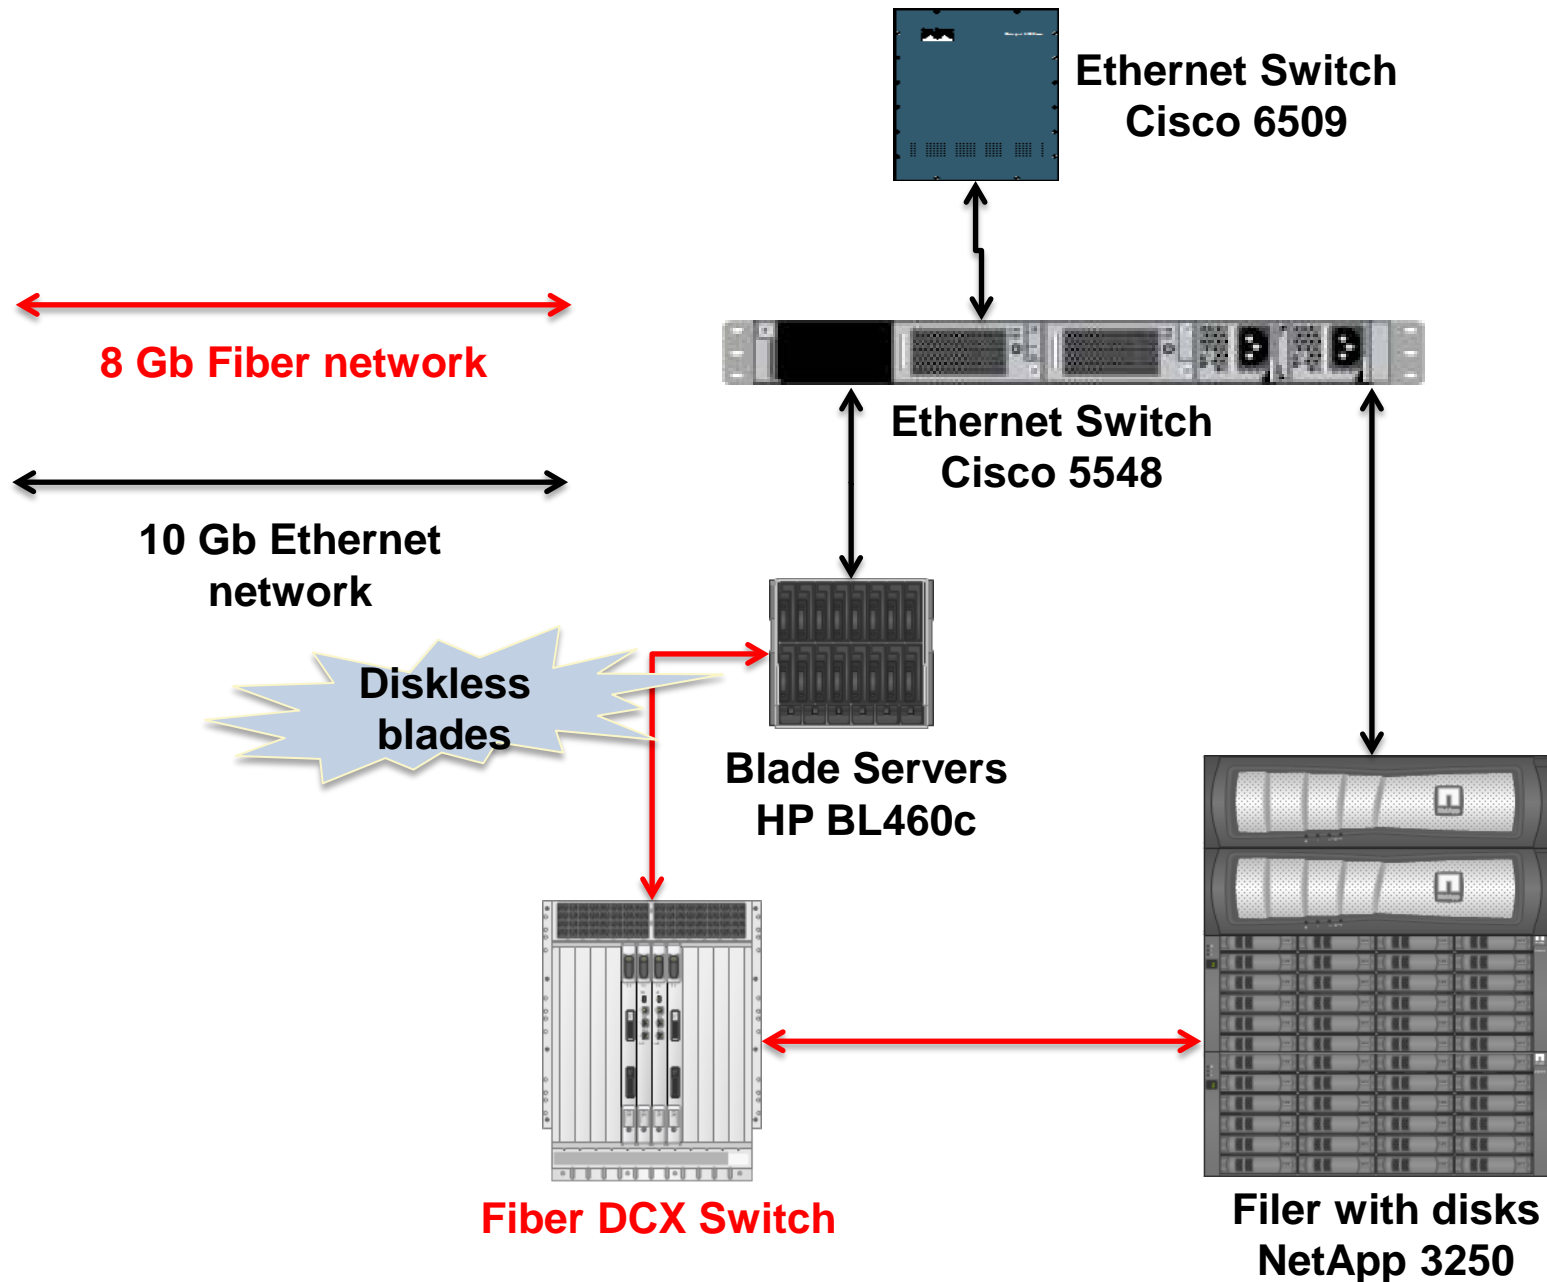 Ethernet Switch
Cisco 6509
8 Gb Fiber network
Ethernet Switch
Cisco 5548
10 Gb Ethernet
network
Diskless
blades
Blade Servers
HP BL460c
Fiber DCX Switch
Filer with disks
NetApp 3250